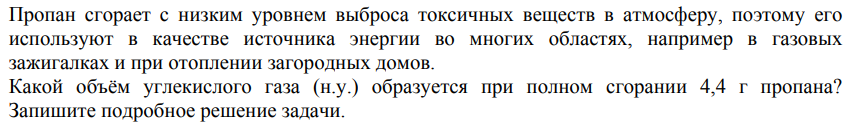 Пропан сгорает с низким уровнем выброса токсичных веществ в атмосферу, поэтому его
используют в качестве источника энергии во многих областях, например в газовых
зажигалках и при отоплении загородных домов.
Какой объём углекислого газа (н.у.) образуется при полном сгорании 4,4 г пропана?
Запишите подробное решение задачи.